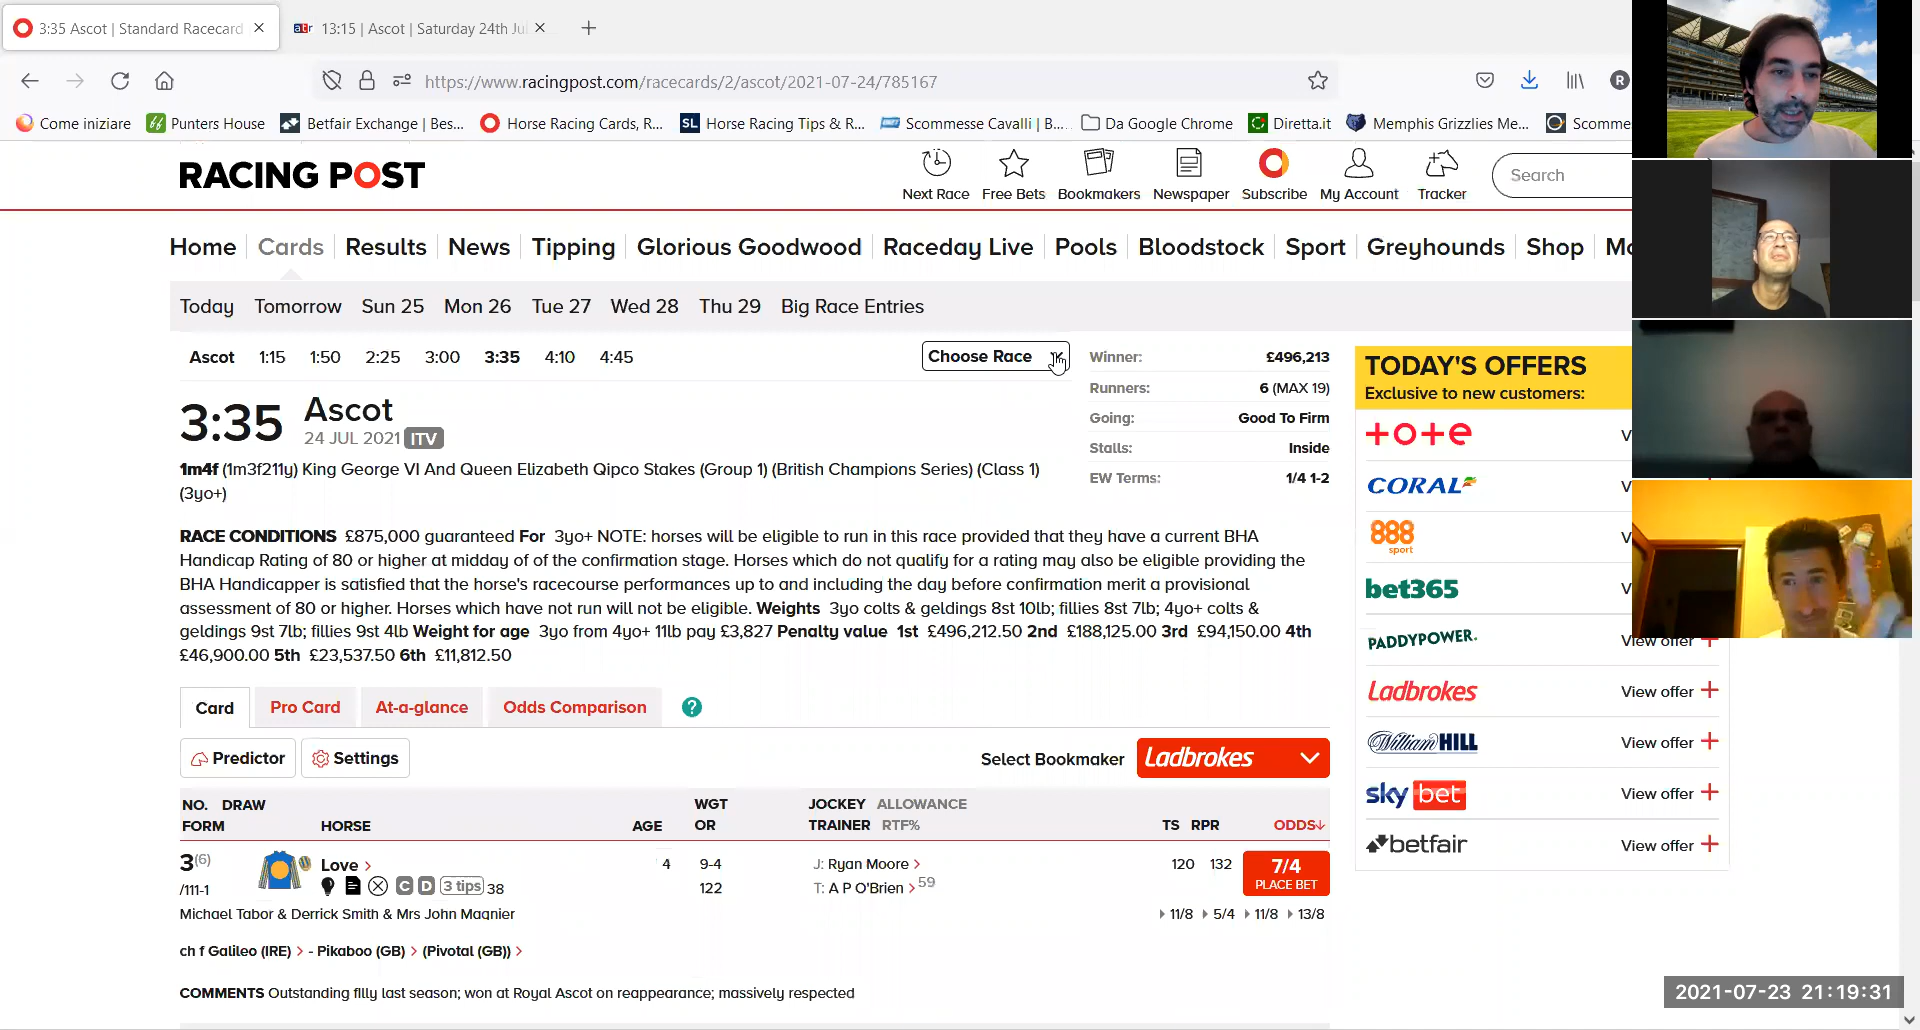 3:35 Ascot | Standard Racecard
atr 13:15 | Ascot | Saturday 24th Ju
https://www.racingpost.com/racecards/2/ascot/2021-07-24/785167
R
Come iniziare
Punters House
Betfair Exchange | Bes...
Horse Racing Cards, R...
SL Horse Racing Tips & R...
Scommesse Cavalli | B...
Da Google Chrome
Diretta.it
Memphis Grizzlies Me...
Scomme
RACING POST
Next Race
Free Bets
Bookmakers
Newspaper
Subscribe
My Account
Tracker
Search
Home
Cards
Results
News
Tipping
Glorious Goodwood
Raceday Live
Pools
Bloodstock
Sport
Greyhounds
Shop
Mo
Today
Tomorrow
Sun 25
Mon 26
Tue 27
Wed 28
Thu 29
Big Race Entries
Ascot 1:15 1:50 2:25 3:00 3:35 4:10 4:45
Choose Race
3:35 Ascot
24 JUL 2021 ITV
1m4f (1m3f211y) King George VI And Queen Elizabeth Qipco Stakes (Group 1) (British Champions Series) (Class 1)
(3yo+)
Winner: £496,213
Runners: 6 (MAX 19)
Going: Good To Firm
Stalls: Inside
EW Terms: 1/4 1-2
RACE CONDITIONS £875,000 guaranteed For 3yo+ NOTE: horses will be eligible to run in this race provided that they have a current BHA
Handicap Rating of 80 or higher at midday of of the confirmation stage. Horses which do not qualify for a rating may also be eligible providing the
BHA Handicapper is satisfied that the horse's racecourse performances up to and including the day before confirmation merit a provisional
assessment of 80 or higher. Horses which have not run will not be eligible. Weights 3yo colts & geldings 8st 10lb; fillies 8st 7lb; 4yo+ colts &
geldings 9st 7lb; fillies 9st 4lb Weight for age 3yo from 4yo+ 11lb pay £3,827 Penalty value 1st £496,212.50 2nd £188,125.00 3rd £94,150.00 4th
£46,900.00 5th £23,537.50 6th £11,812.50
Card
Pro Card
At-a-glance
Odds Comparison
?
Predictor
Settings
Select Bookmaker
Ladbrokes
NO. DRAW WGT JOCKEY ALLOWANCE
FORM HORSE AGE OR TRAINER RTF% TS RPR ODDS↓
3(6) Love 4 9-4 J: Ryan Moore 120 132 7/4
PLACE BET
/111-1 C D 3 tips 38 122 T: A P O'Brien 59
Michael Tabor & Derrick Smith & Mrs John Magnier 11/8 5/4 11/8 13/8
ch f Galileo (IRE) - Pikaboo (GB) (Pivotal (GB))
COMMENTS Outstanding filly last season; won at Royal Ascot on reappearance; massively respected
TODAY'S OFFERS
Exclusive to new customers:
tote V
CORAL V
888 sport V
bet365 V
PADDYPOWER. View offer
Ladbrokes View offer
William HILL View offer
sky bet View offer
betfair View offer
2021-07-23 21:19:31